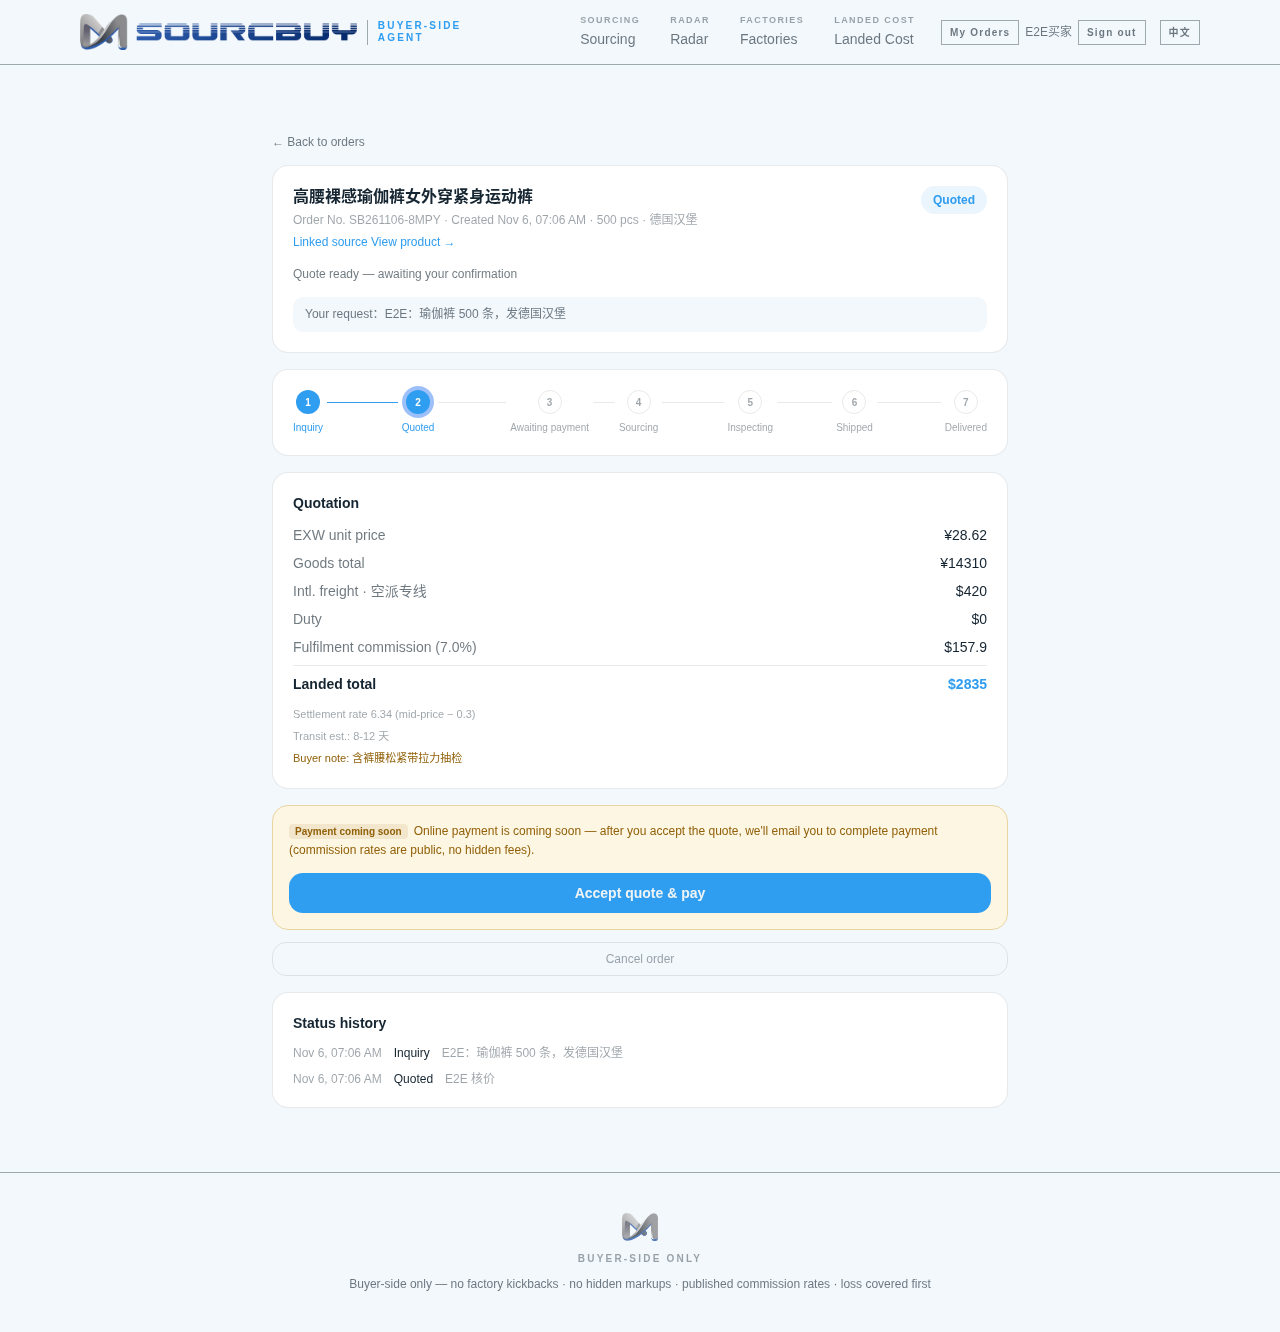 SOURCBUY
BUYER-SIDE
AGENT
SOURCING
Sourcing
RADAR
Radar
FACTORIES
Factories
LANDED COST
Landed Cost
My Orders
E2E买家
Sign out
中文
← Back to orders
高腰裸感瑜伽裤女外穿紧身运动裤
Quoted
Order No. SB261106-8MPY · Created Nov 6, 07:06 AM · 500 pcs · 德国汉堡
Linked source View product →
Quote ready — awaiting your confirmation
Your request：E2E：瑜伽裤 500 条，发德国汉堡
1
2
3
4
5
6
7
Inquiry
Quoted
Awaiting payment
Sourcing
Inspecting
Shipped
Delivered
Quotation
EXW unit price ¥28.62
Goods total ¥14310
Intl. freight · 空派专线 $420
Duty $0
Fulfilment commission (7.0%) $157.9
Landed total $2835
Settlement rate 6.34 (mid-price − 0.3)
Transit est.: 8-12 天
Buyer note: 含裤腰松紧带拉力抽检
Payment coming soon Online payment is coming soon — after you accept the quote, we'll email you to complete payment
(commission rates are public, no hidden fees).
Accept quote & pay
Cancel order
Status history
Nov 6, 07:06 AM Inquiry E2E：瑜伽裤 500 条，发德国汉堡
Nov 6, 07:06 AM Quoted E2E 核价
BUYER-SIDE ONLY
Buyer-side only — no factory kickbacks · no hidden markups · published commission rates · loss covered first